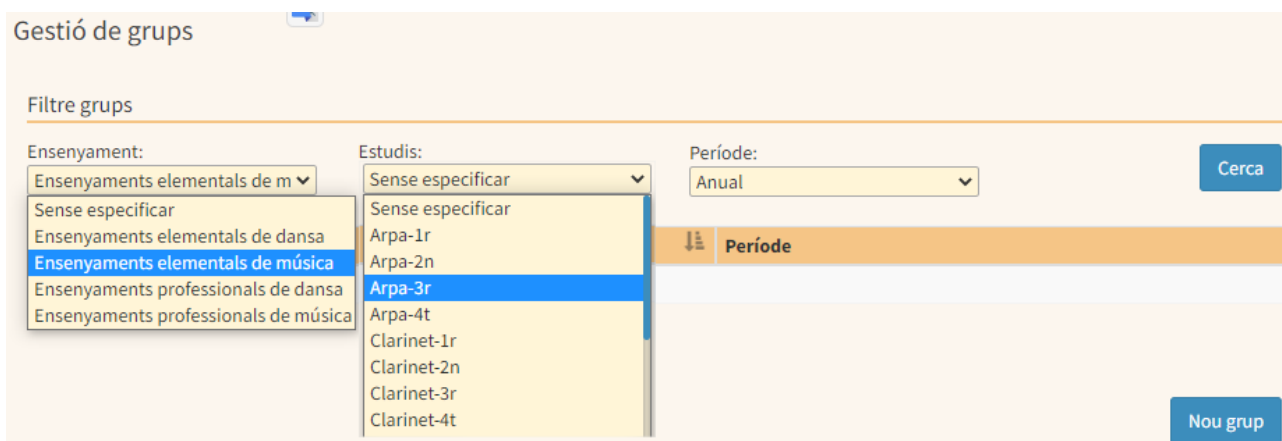 Gestió de grups
Filtre grups
Ensenyament:
Estudis:
Període:
Ensenyaments elementals de m
Sense especificar
Anual
Cerca
Sense especificar
Ensenyaments elementals de dansa
Ensenyaments elementals de música
Ensenyaments professionals de dansa
Ensenyaments professionals de música
Sense especificar
Arpa-1r
Arpa-2n
Arpa-3r
Arpa-4t
Clarinet-1r
Clarinet-2n
Clarinet-3r
Clarinet-4t
Període
Nou grup